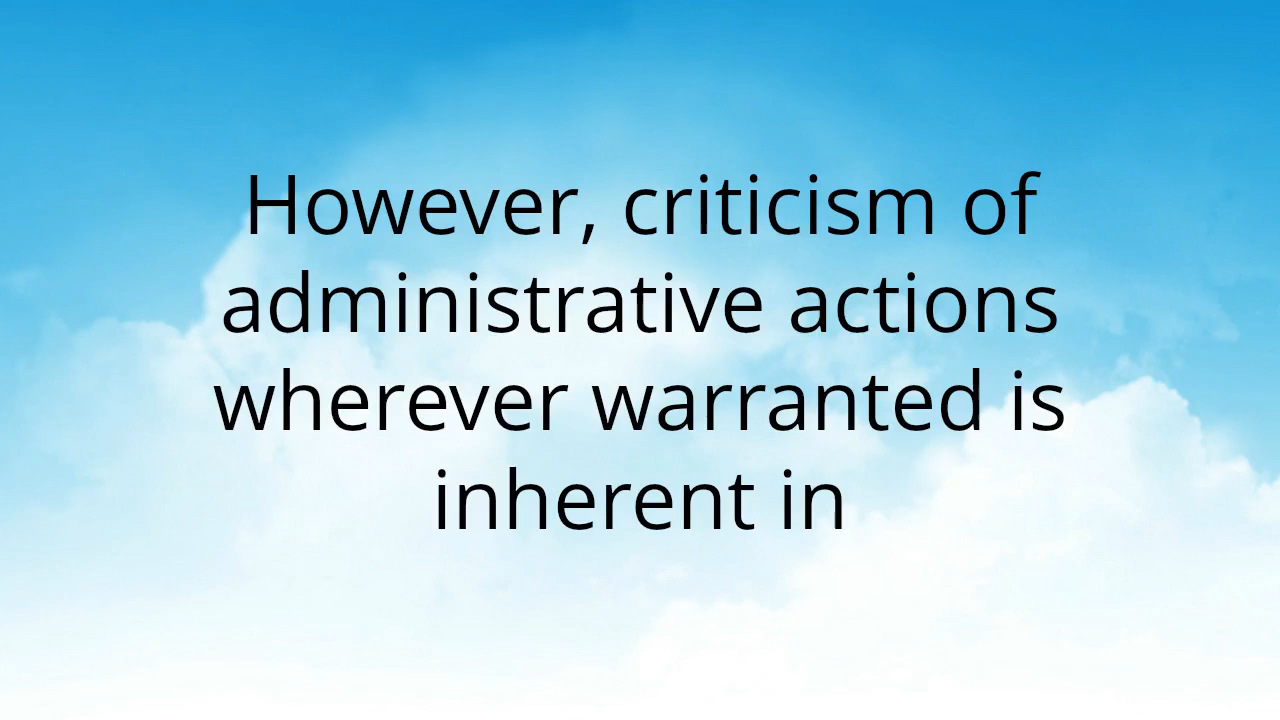 However, criticism of
administrative actions
wherever warranted is
inherent in